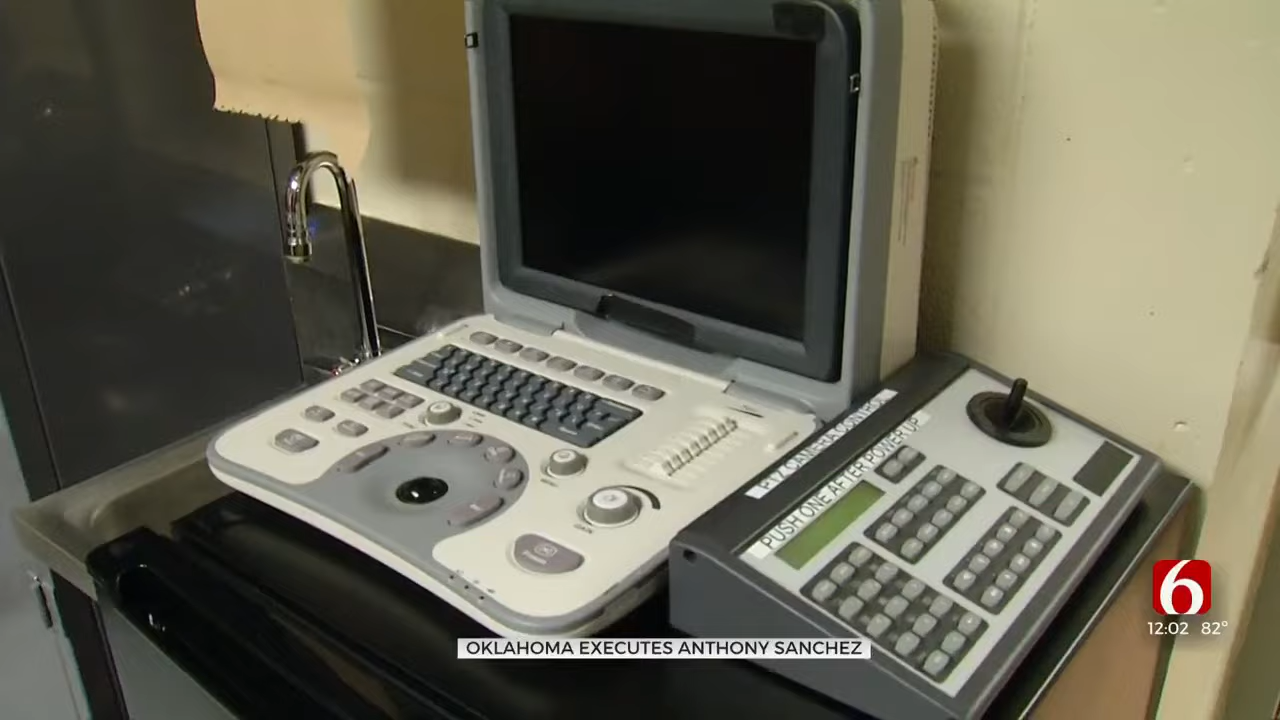 PTZ CAMERA CONTROL
PUSH ONE AFTER POWER UP
6
12:02 82°
OKLAHOMA EXECUTES ANTHONY SANCHEZ